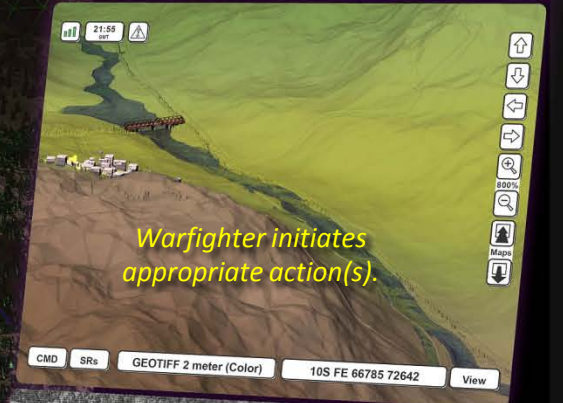 21:55
GMT
800%
Maps
Warfighter initiates
appropriate action(s).
CMD
SRs
GEOTIFF 2 meter (Color)
10S FE 66785 72642
View